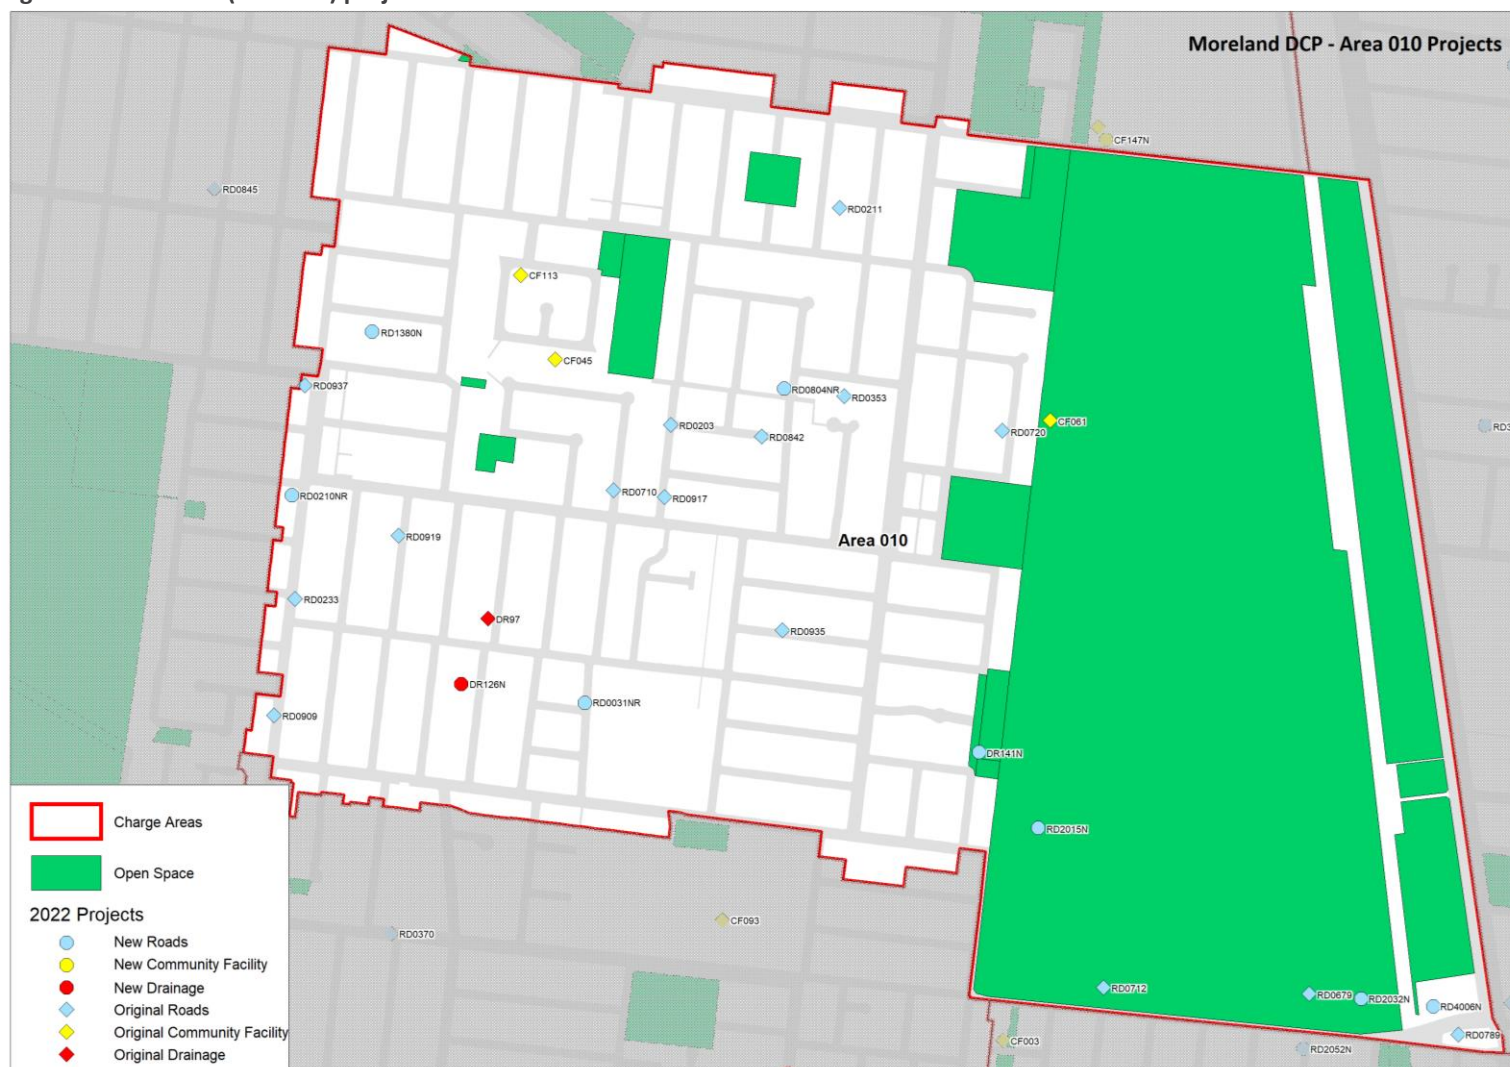 Moreland DCP - Area 010 Projects
CF147N
RD0845
RD0211
CF113
RD1380N
CF045
RD0937
RD0804NR
RD0353
RD0203
RD0842
RD0720
CF061
RD0710
RD0917
RD0210NR
RD0919
Area 010
RD0233
DR97
RD0935
DR126N
RD0031NR
RD0909
DR141N
RD2015N
CF093
RD0370
RD0712
RD0679
RD2032N
RD4006N
RD0789
CF003
RD2052N
Charge Areas
Open Space
2022 Projects
New Roads
New Community Facility
New Drainage
Original Roads
Original Community Facility
Original Drainage